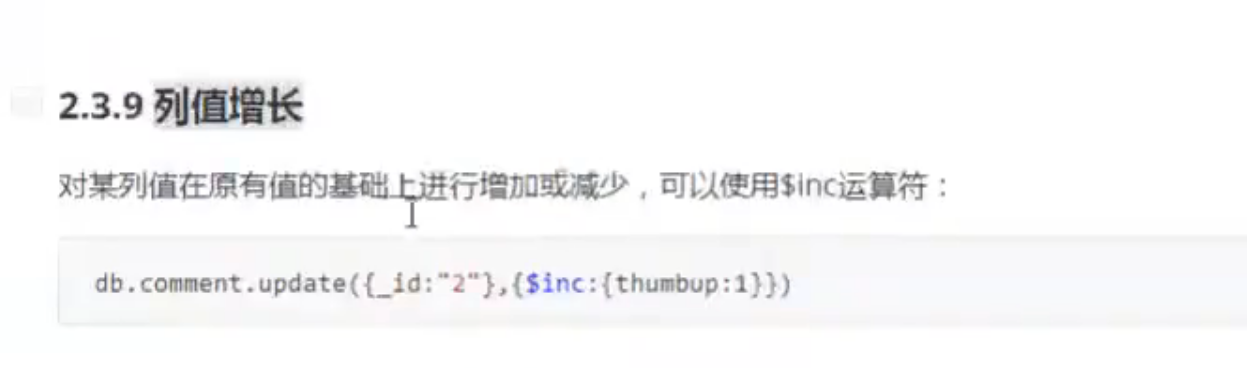 2.3.9 列值增长
对某列值在原有值的基础上进行增加或减少，可以使用$inc运算符：
db.comment.update({_id:"2"},{$inc:{thumbup:1}})